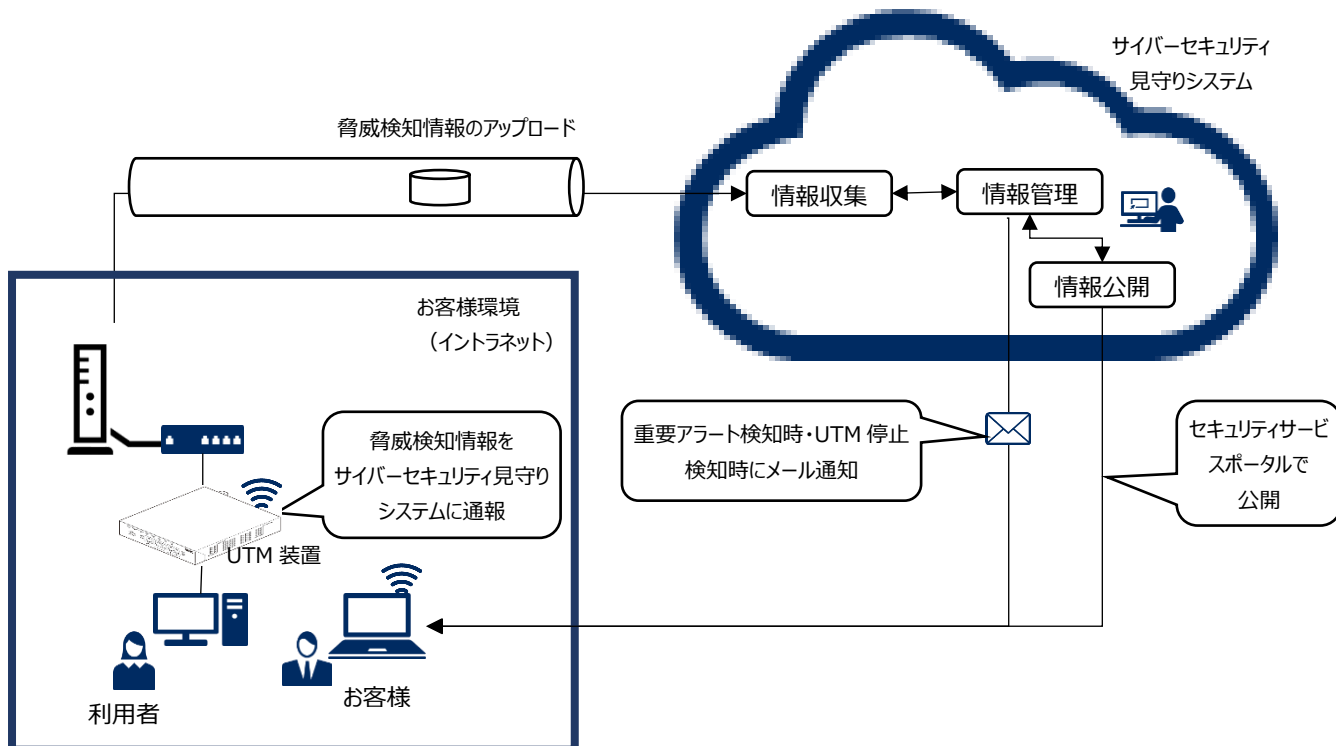 サイバーセキュリティ
見守りシステム
脅威検知情報のアップロード
情報収集
情報管理
情報公開
お客様環境
（イントラネット）
脅威検知情報を
サイバーセキュリティ見守り
システムに通報
UTM 装置
重要アラート検知時・UTM 停止
検知時にメール通知
セキュリティサービ
スポータルで
公開
利用者
お客様